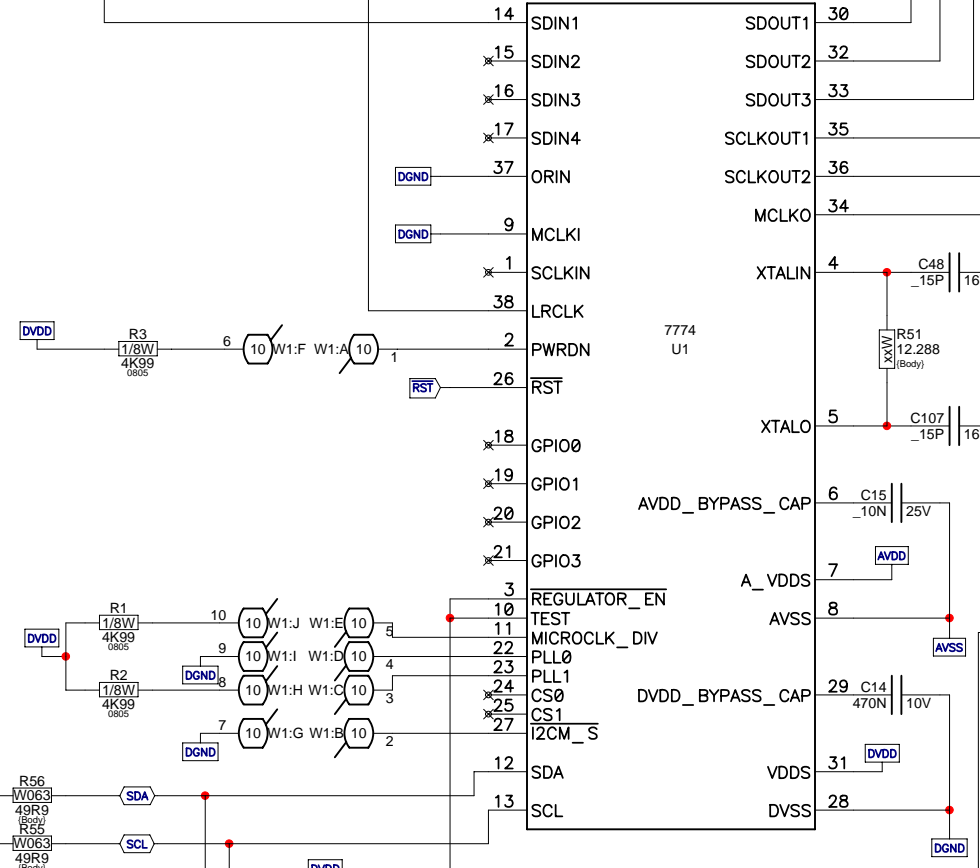 14 SDIN1 SDOUT1 30
15 SDIN2 SDOUT2 32
16 SDIN3 SDOUT3 33
17 SDIN4 SCLKOUT1 35
DGND 37 ORIN SCLKOUT2 36
MCLKO 34
DGND 9 MCLKI
1 SCLKIN XTALIN 4 C48
_15P 16
38 LRCLK
DVDD R3 7774 R51
1/8W 6 10 W1:F W1:A 10 1 2 PWRDN U1 xxW 12.288
4K99 {Body}
0805
RST 26 RST
XTALO 5 C107
_15P 16
18 GPIO0
19 GPIO1
AVDD_BYPASS_CAP 6 C15
_10N 25V
20 GPIO2
21 GPIO3 AVDD
A_VDDS 7
3 REGULATOR_EN
R1 10 TEST AVSS 8
1/8W 10 10 W1:J W1:E 10 5
4K99 11 MICROCLK_DIV
0805
DVDD AVSS
9 10 W1:I W1:D 10 4 22 PLL0
DGND
R2 23 PLL1
1/8W 8 10 W1:H W1:C 10 3
4K99 24 CS0 DVDD_BYPASS_CAP 29 C14
0805 470N 10V
25 CS1
7 10 W1:G W1:B 10 2 27 I2CM_S
DGND DVDD
12 SDA VDDS 31
R56
W063 SDA
49R9
{Body}
13 SCL DVSS 28
R55
W063 SCL DGND
49R9
{Body}
DVDD